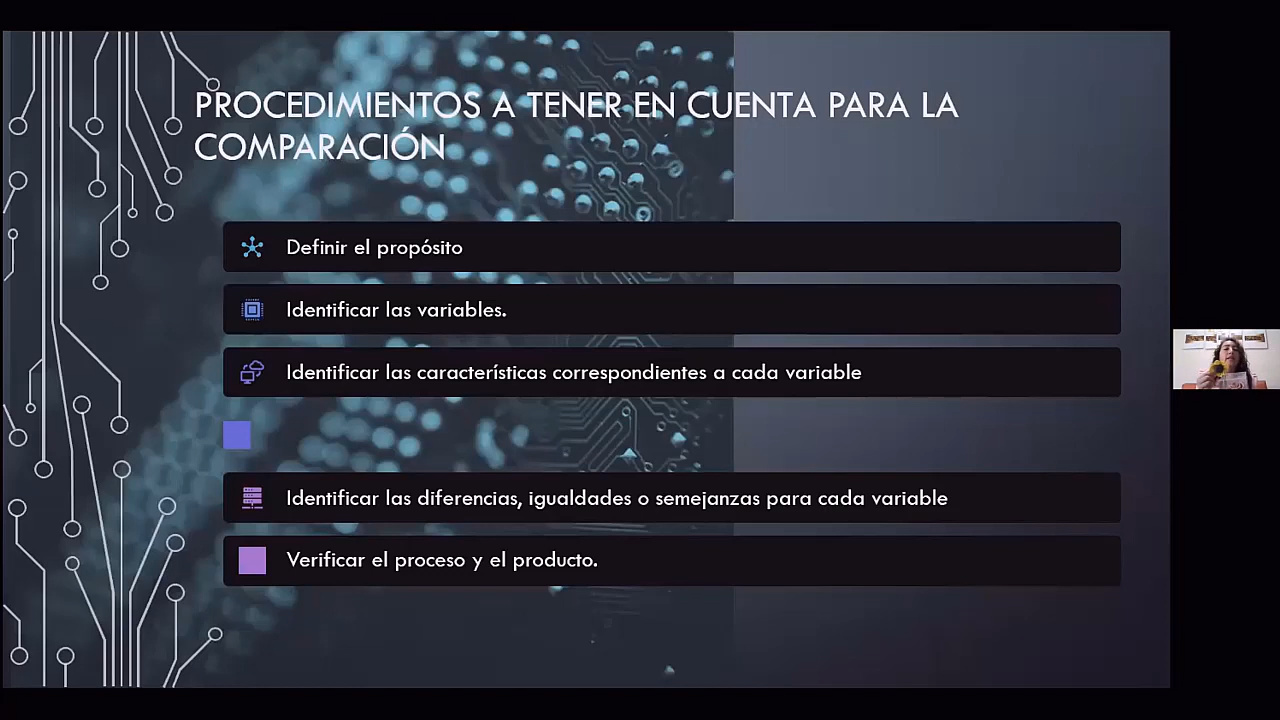 PROCEDIMIENTOS A TENER EN CUENTA PARA LA
COMPARACIÓN
Definir el propósito
Identificar las variables.
Identificar las características correspondientes a cada variable
Identificar las diferencias, igualdades o semejanzas para cada variable
Verificar el proceso y el producto.